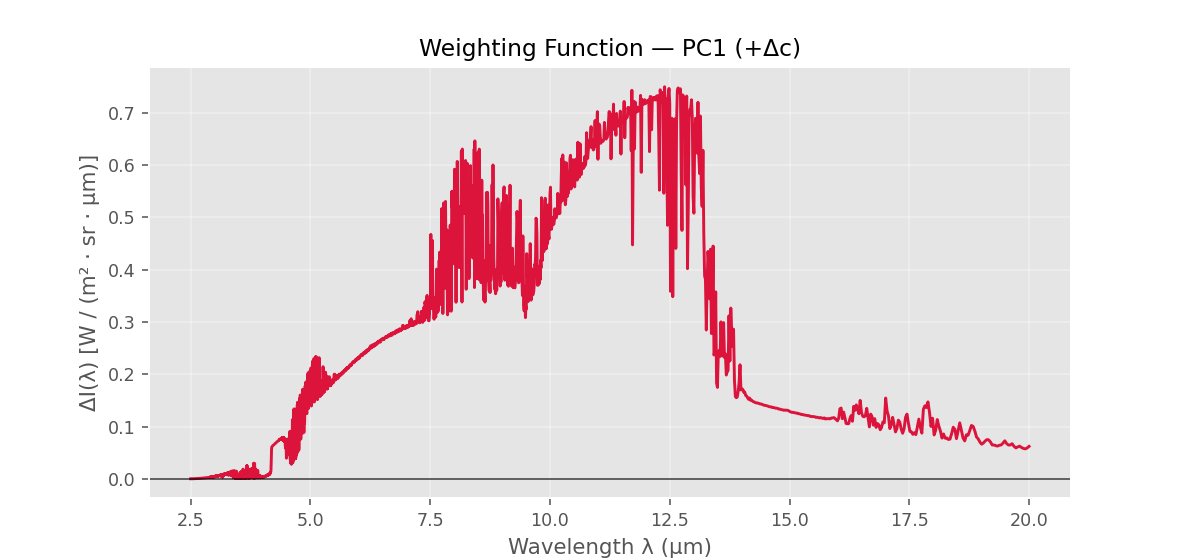 Weighting Function — PC1 (+Δc)
ΔI(λ) [W / (m² · sr · μm)]
0.7
0.6
0.5
0.4
0.3
0.2
0.1
0.0
2.5 5.0 7.5 10.0 12.5 15.0 17.5 20.0
Wavelength λ (μm)